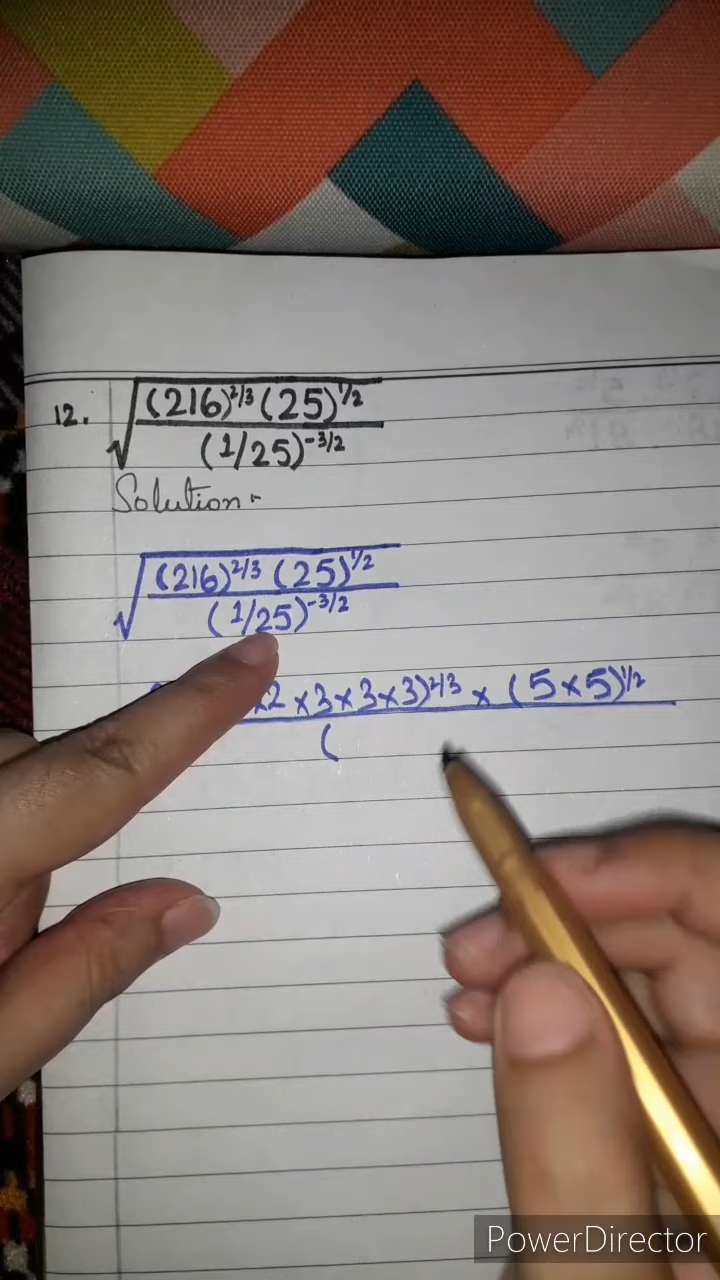 12. √(216)^2/3 (25)^1/2
(1/25)^-3/2
Solution:-
√(216)^2/3 (25)^1/2
(1/25)^-3/2
×2 ×3×3×3)^2/3 × (5×5)^1/2
(
PowerDirector